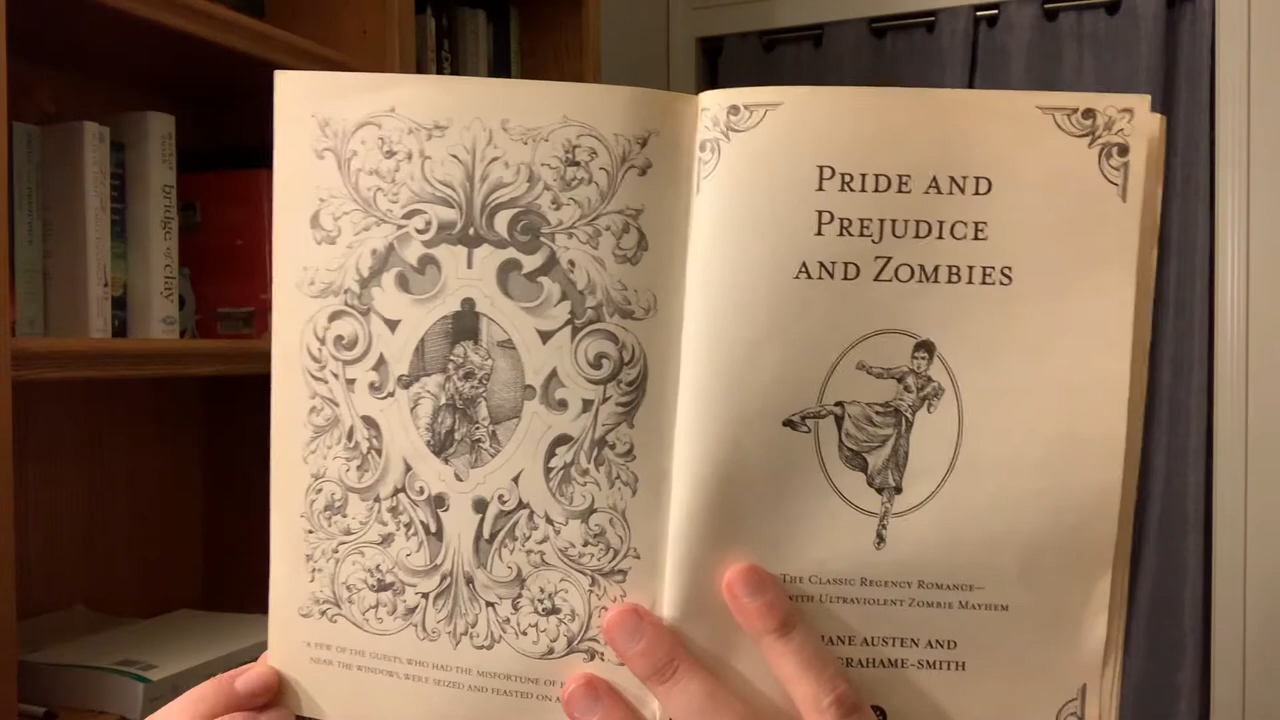 bridge of clay
"A FEW OF THE GUESTS, WHO HAD THE MISFORTUNE OF
NEAR THE WINDOWS, WERE SEIZED AND FEASTED ON
PRIDE AND
PREJUDICE
AND ZOMBIES
THE CLASSIC REGENCY ROMANCE—
WITH ULTRAVIOLENT ZOMBIE MAYHEM
JANE AUSTEN AND
GRAHAME-SMITH